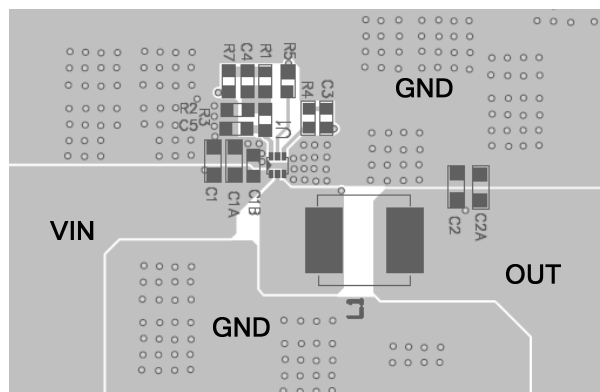 R7
C4
R1
R5
R4
C3
GND
R2
R3
C5
U1
C1
C1A
C1B
C2
C2A
VIN
OUT
GND
L1